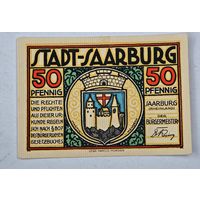 STADT-SAARBURG
50
PFENNIG
50
PFENNIG
DIE RECHTE
UND PFLICHTEN
AUS DIESER UR-
KUNDE REGELN
SICH NACH § 807
DES BÜRGERLICHEN
GESETZBUCHES
SAARBURG
(RHEINLAND)
DER
BÜRGERMEISTER